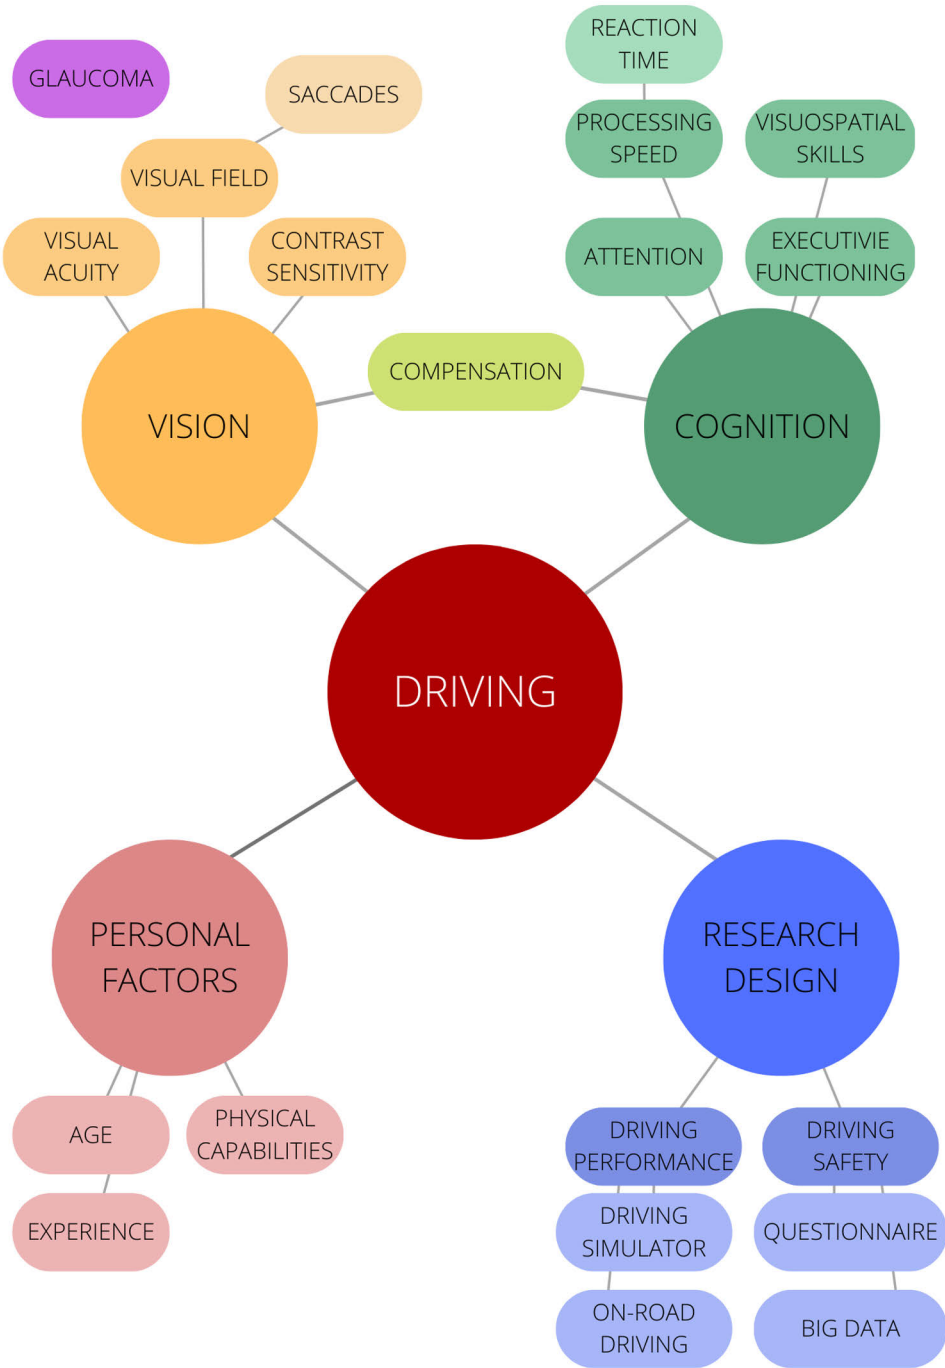 REACTION
TIME
GLAUCOMA
SACCADES
PROCESSING
SPEED
VISUOSPATIAL
SKILLS
VISUAL FIELD
VISUAL
ACUITY
CONTRAST
SENSITIVITY
ATTENTION
EXECUTIVIE
FUNCTIONING
COMPENSATION
VISION
COGNITION
DRIVING
PERSONAL
FACTORS
RESEARCH
DESIGN
AGE
PHYSICAL
CAPABILITIES
DRIVING
PERFORMANCE
DRIVING
SAFETY
EXPERIENCE
DRIVING
SIMULATOR
QUESTIONNAIRE
ON-ROAD
DRIVING
BIG DATA